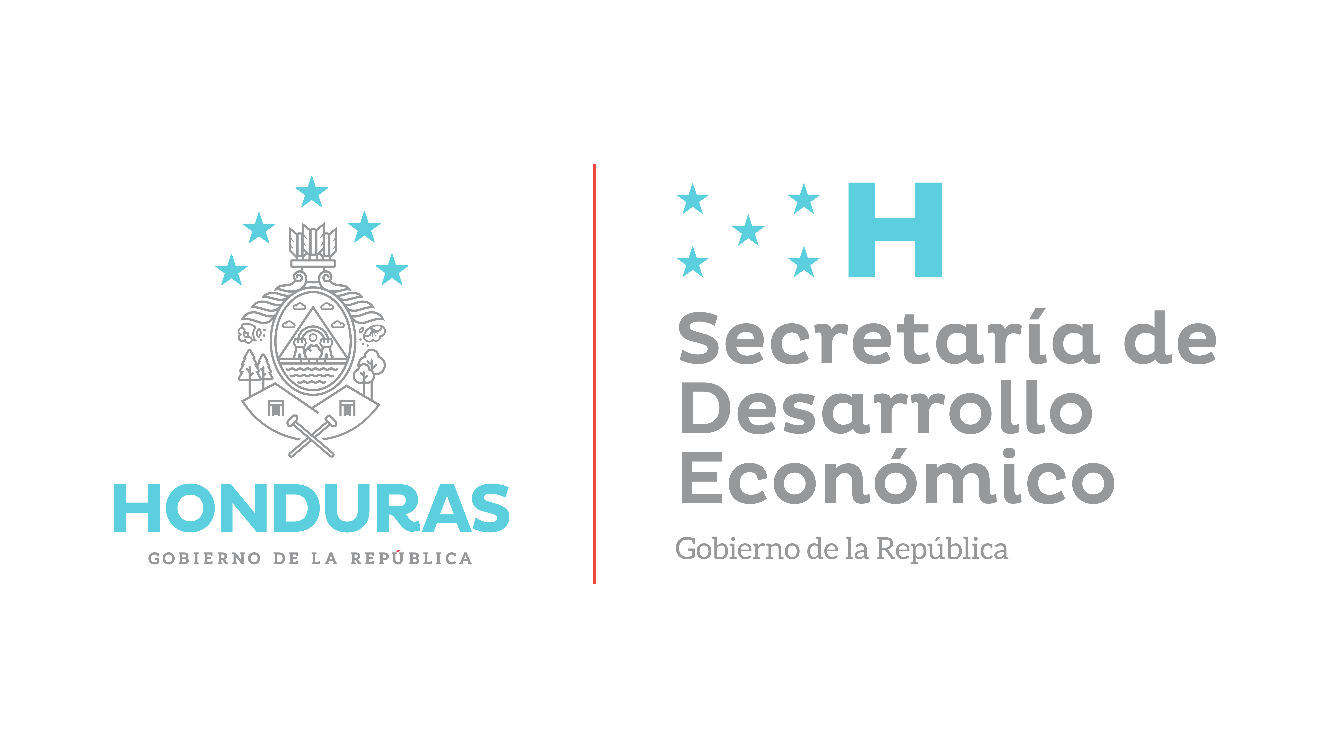 HONDURAS
GOBIERNO DE LA REPÚBLICA
H
Secretaría de
Desarrollo
Económico
Gobierno de la República